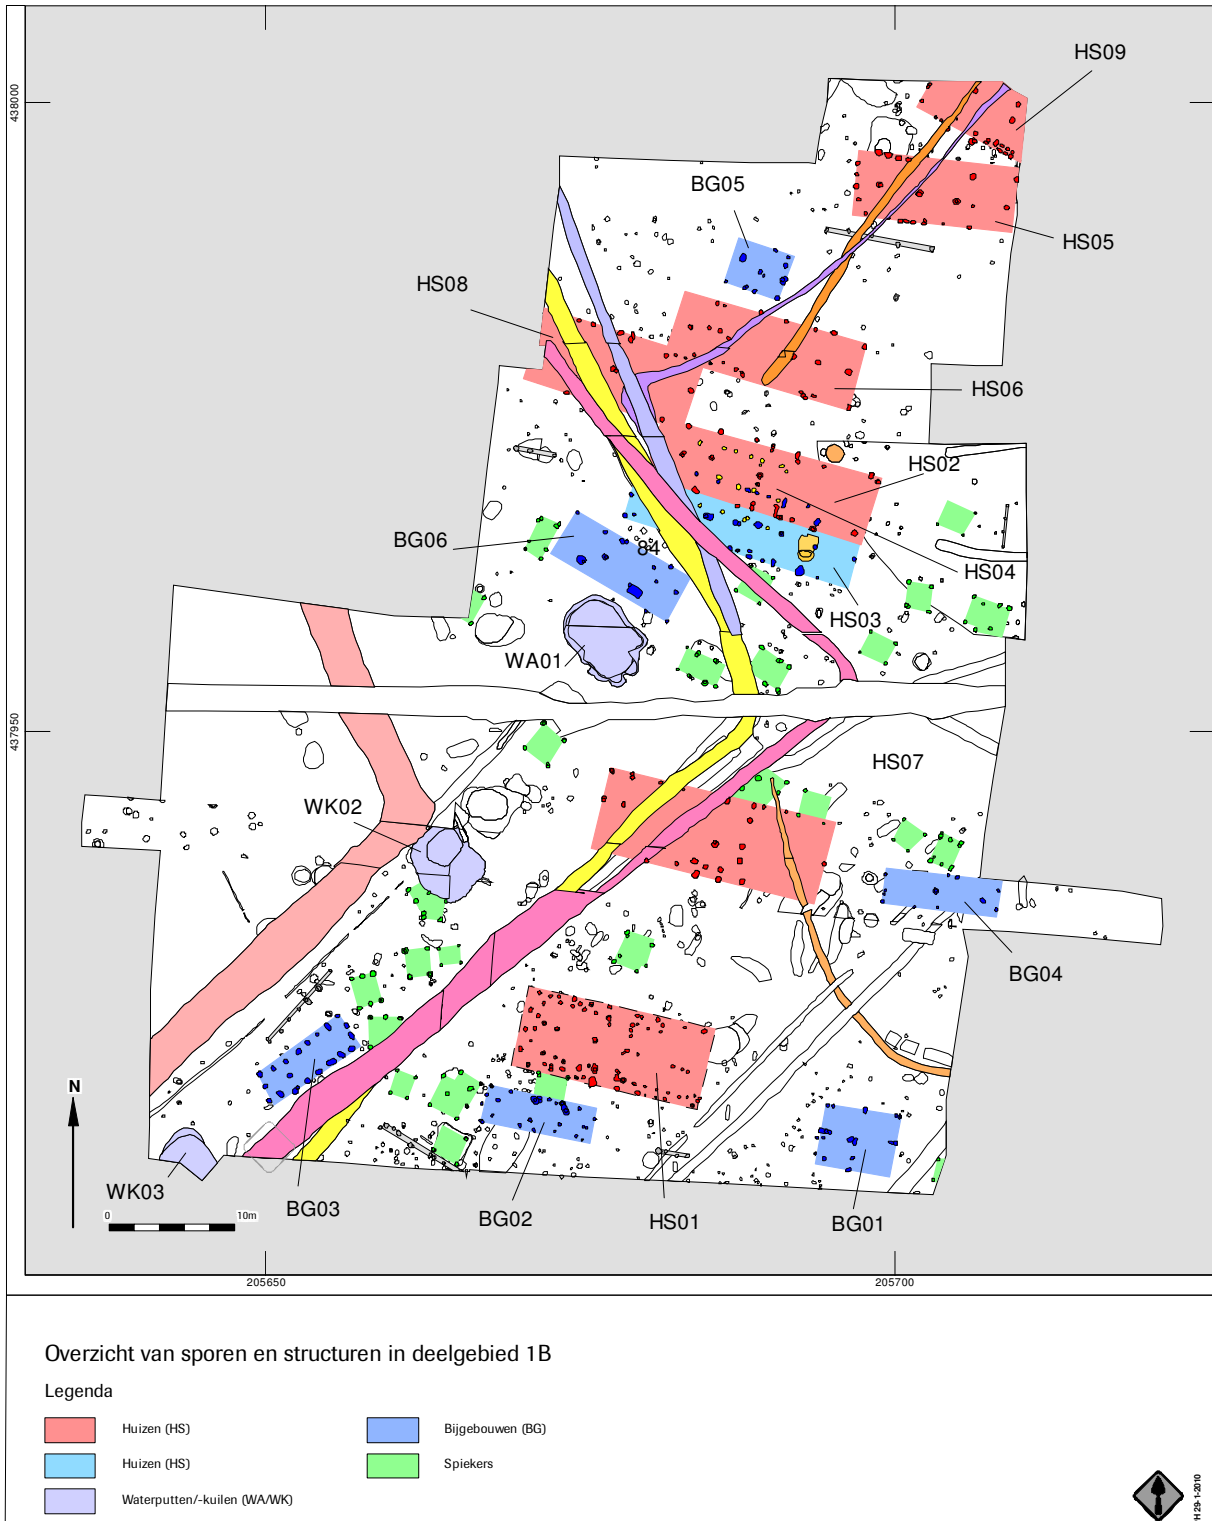 HS09
438000
BG05
HS05
HS08
HS06
HS02
BG06
84
HS04
HS03
WA01
437950
HS07
WK02
BG04
N
WK03
0 10m
BG03
BG02
HS01
BG01
205650
205700
Overzicht van sporen en structuren in deelgebied 1B
Legenda
Huizen (HS)
Bijgebouwen (BG)
Huizen (HS)
Spiekers
Waterputten/-kuilen (WA/WK)
YH 29-1-2010